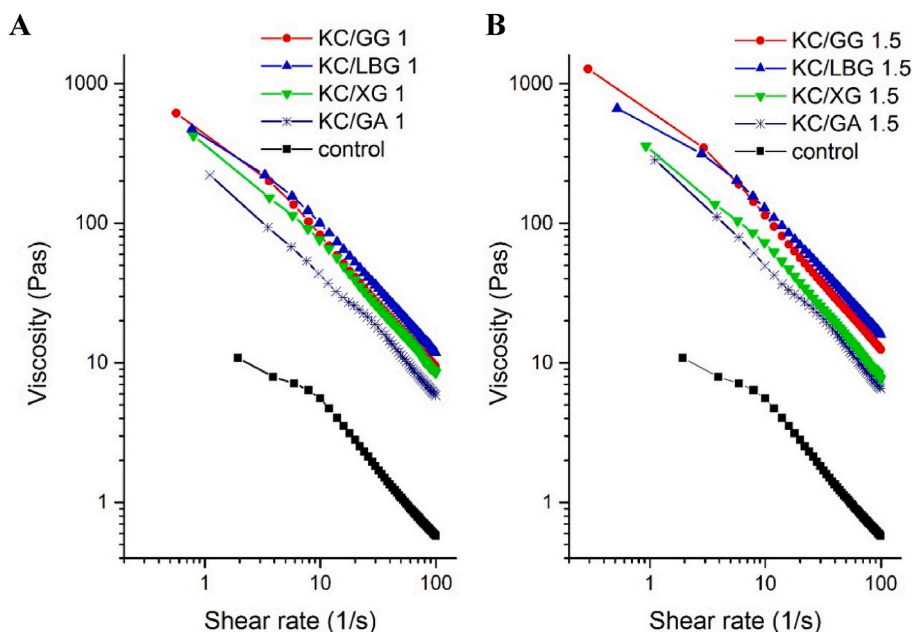 A
KC/GG 1
KC/LBG 1
KC/XG 1
KC/GA 1
control
1000
100
10
1
Viscosity (Pas)
1
10
100
Shear rate (1/s)
B
KC/GG 1.5
KC/LBG 1.5
KC/XG 1.5
KC/GA 1.5
control
1000
100
10
1
Viscosity (Pas)
1
10
100
Shear rate (1/s)